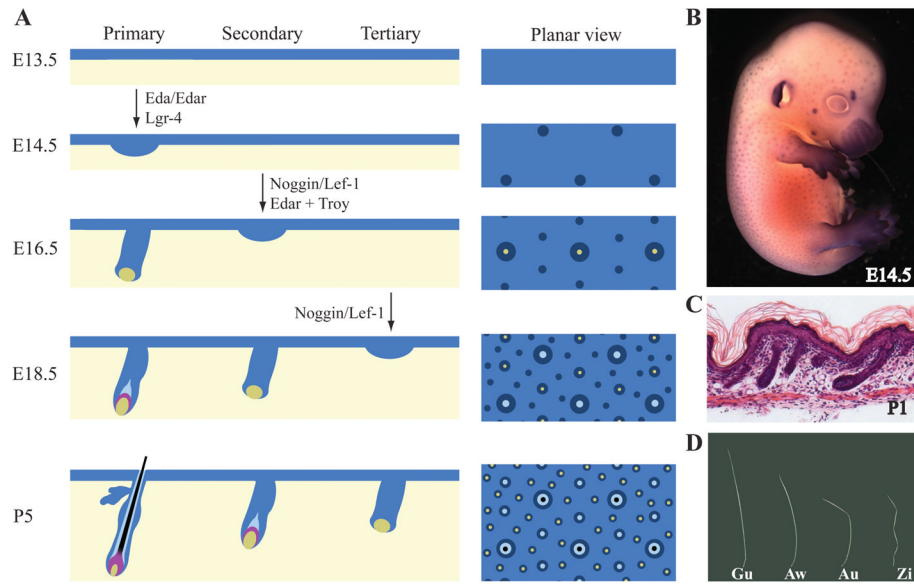 A
Primary Secondary Tertiary
Planar view
E13.5
Eda/Edar
Lgr-4
E14.5
Noggin/Lef-1
Edar + Troy
E16.5
Noggin/Lef-1
E18.5
P5
B
E14.5
C
P1
D
Gu Aw Au Zi